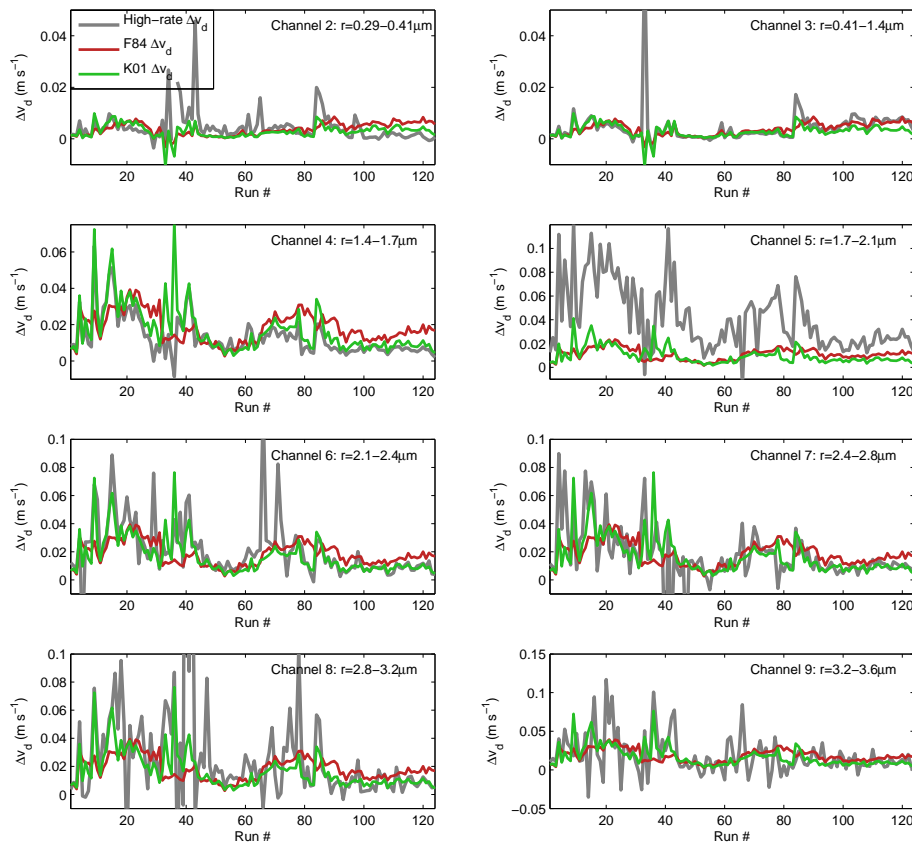 High−rate Δv_d
F84 Δv_d
K01 Δv_d
Channel 2: r=0.29−0.41μm
Δv_d (m s⁻¹)
0.04
0.02
0
20 40 60 80 100 120
Run #
Channel 3: r=0.41−1.4μm
Δv_d (m s⁻¹)
0.04
0.02
0
20 40 60 80 100 120
Run #
Channel 4: r=1.4−1.7μm
Δv_d (m s⁻¹)
0.06
0.04
0.02
0
20 40 60 80 100 120
Run #
Channel 5: r=1.7−2.1μm
Δv_d (m s⁻¹)
0.1
0.08
0.06
0.04
0.02
0
20 40 60 80 100 120
Run #
Channel 6: r=2.1−2.4μm
Δv_d (m s⁻¹)
0.1
0.08
0.06
0.04
0.02
0
20 40 60 80 100 120
Run #
Channel 7: r=2.4−2.8μm
Δv_d (m s⁻¹)
0.1
0.08
0.06
0.04
0.02
0
20 40 60 80 100 120
Run #
Channel 8: r=2.8−3.2μm
Δv_d (m s⁻¹)
0.1
0.08
0.06
0.04
0.02
0
20 40 60 80 100 120
Run #
Channel 9: r=3.2−3.6μm
Δv_d (m s⁻¹)
0.15
0.1
0.05
0
−0.05
20 40 60 80 100 120
Run #